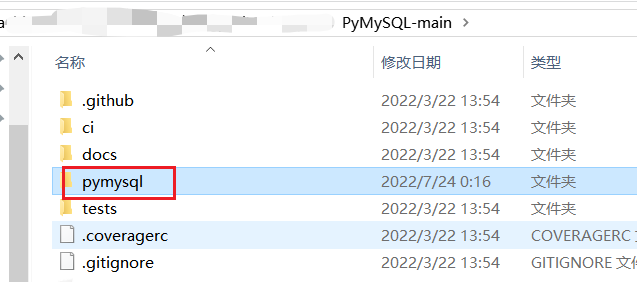 PyMySQL-main
名称 修改日期 类型
.github 2022/3/22 13:54 文件夹
ci 2022/3/22 13:54 文件夹
docs 2022/3/22 13:54 文件夹
pymysql 2022/7/24 0:16 文件夹
tests 2022/3/22 13:54 文件夹
.coveragerc 2022/3/22 13:54 COVERAGERC
.gitignore 2022/3/22 13:54 GITIGNORE 文